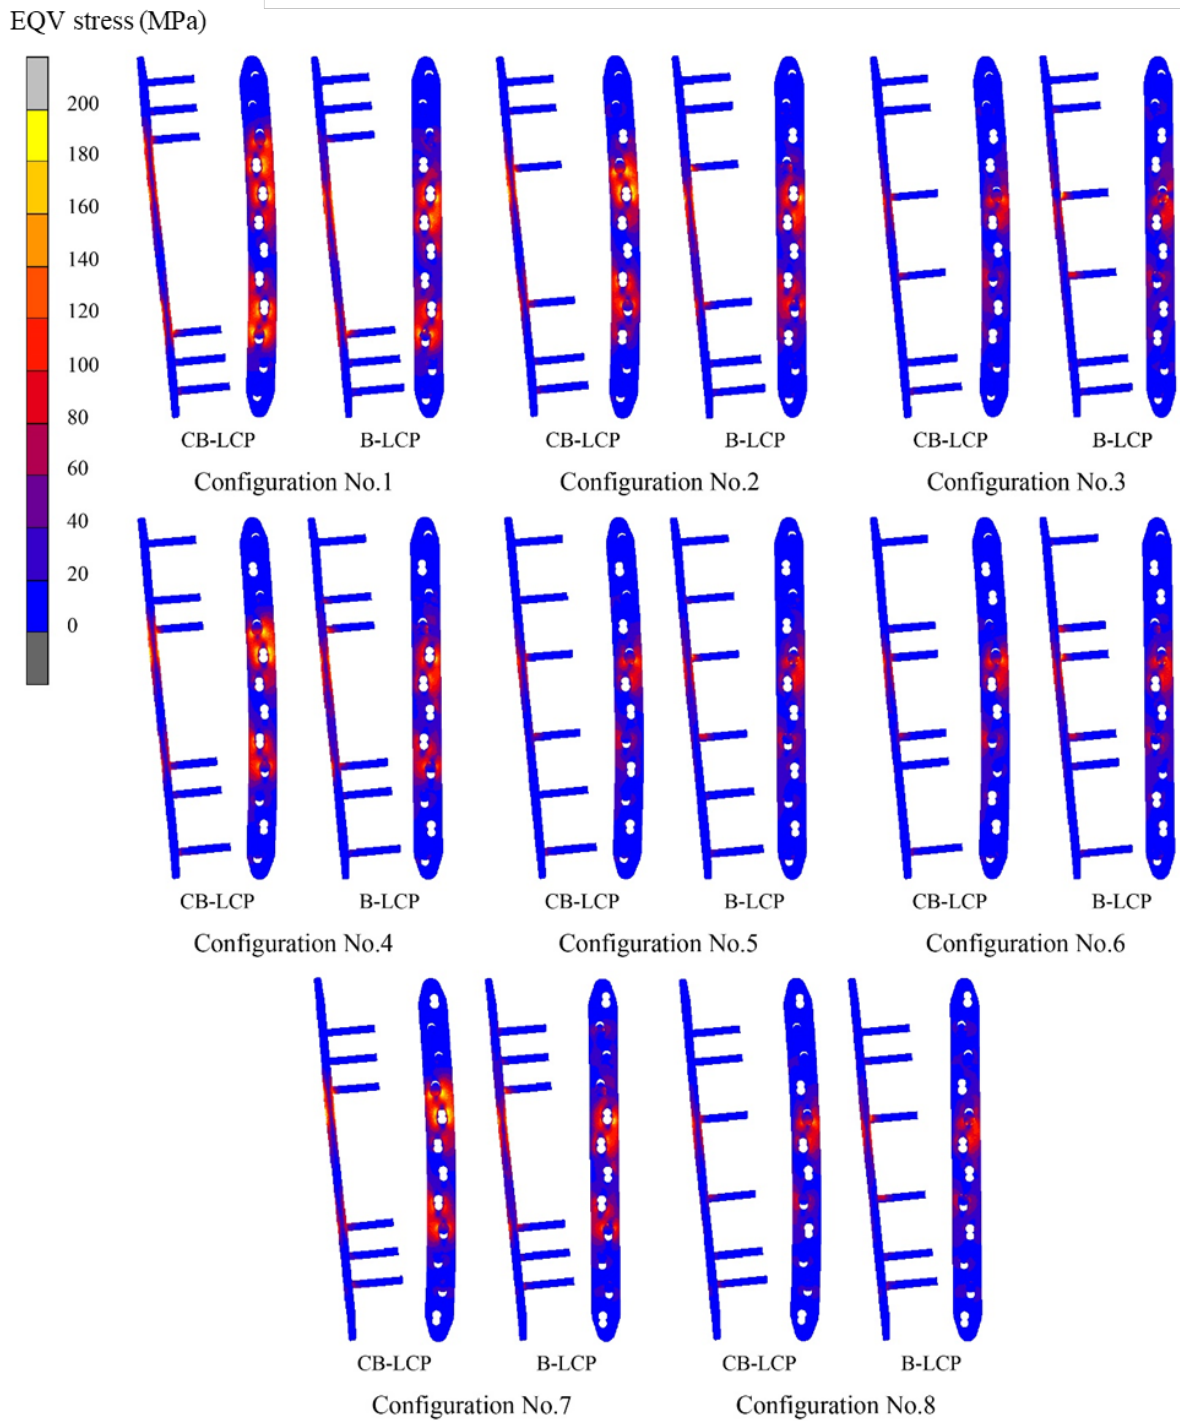 EQV stress (MPa)
200
180
160
140
120
100
80
60
40
20
0
CB-LCP B-LCP CB-LCP B-LCP CB-LCP B-LCP
Configuration No.1 Configuration No.2 Configuration No.3
CB-LCP B-LCP CB-LCP B-LCP CB-LCP B-LCP
Configuration No.4 Configuration No.5 Configuration No.6
CB-LCP B-LCP CB-LCP B-LCP
Configuration No.7 Configuration No.8